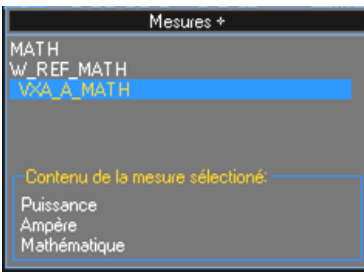 Mesures +
MATH
W_REF_MATH
VXA_A_MATH
Contenu de la mesure sélectioné:
Puissance
Ampère
Mathématique